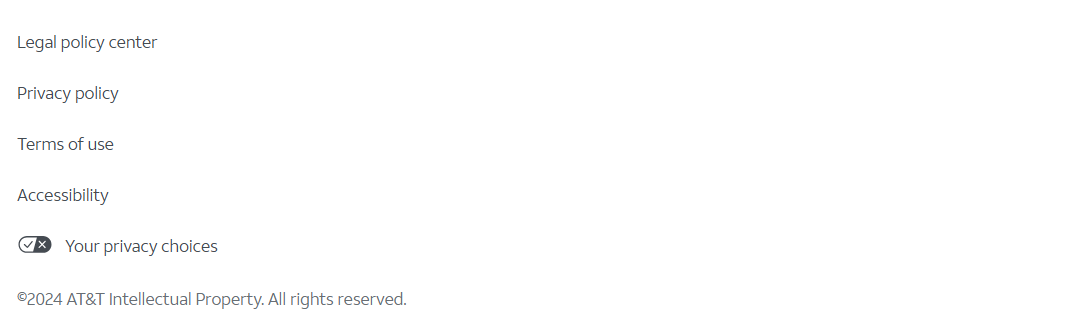 Legal policy center
Privacy policy
Terms of use
Accessibility
Your privacy choices
©2024 AT&T Intellectual Property. All rights reserved.